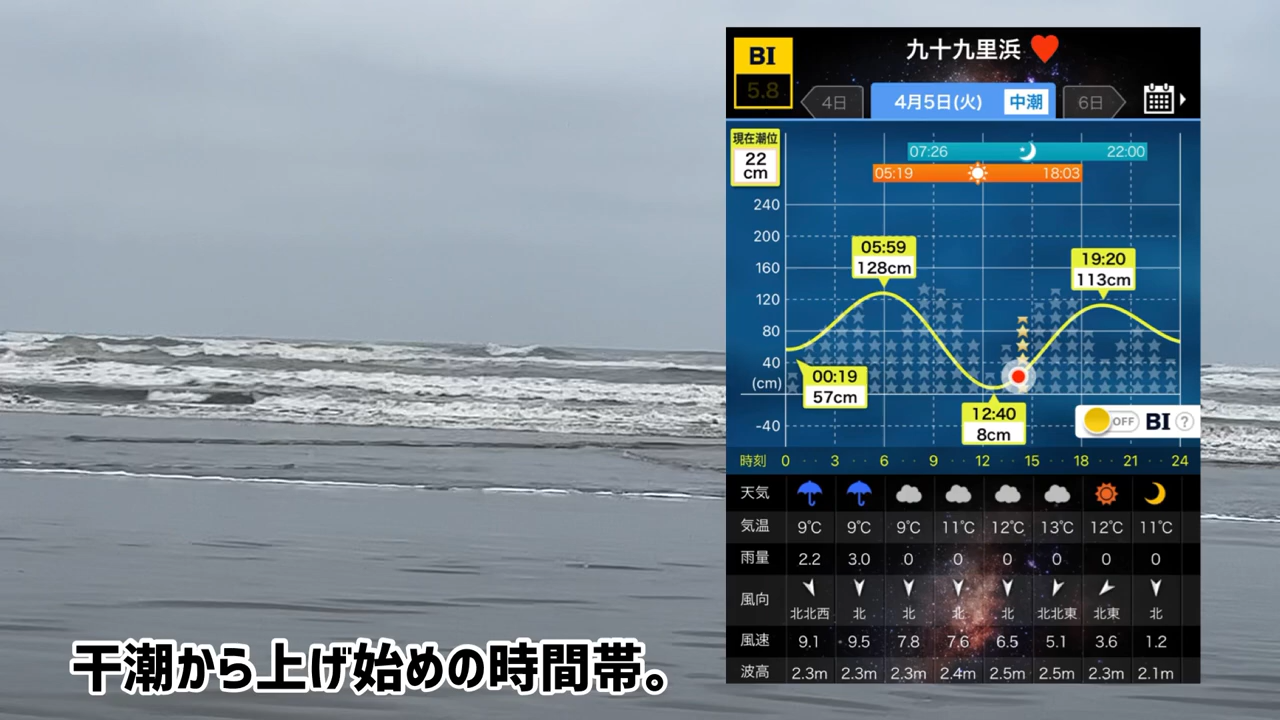 九十九里浜
BI
5.8
4日
4月5日(火) 中潮
6日
現在潮位
22
cm
07:26 22:00
05:19 18:03
240
200
160
120
80
40
(cm)
-40
05:59
128cm
19:20
113cm
00:19
57cm
12:40
8cm
OFF BI ?
時刻 0 3 6 9 12 15 18 21 24
天気
気温 9℃ 9℃ 9℃ 11℃ 12℃ 13℃ 12℃ 11℃
雨量 2.2 3.0 0 0 0 0 0 0
風向 北北西 北 北 北 北 北北東 北東 北
風速 9.1 9.5 7.8 7.6 6.5 5.1 3.6 1.2
波高 2.3m 2.3m 2.3m 2.4m 2.5m 2.5m 2.3m 2.1m
干潮から上げ始めの時間帯。